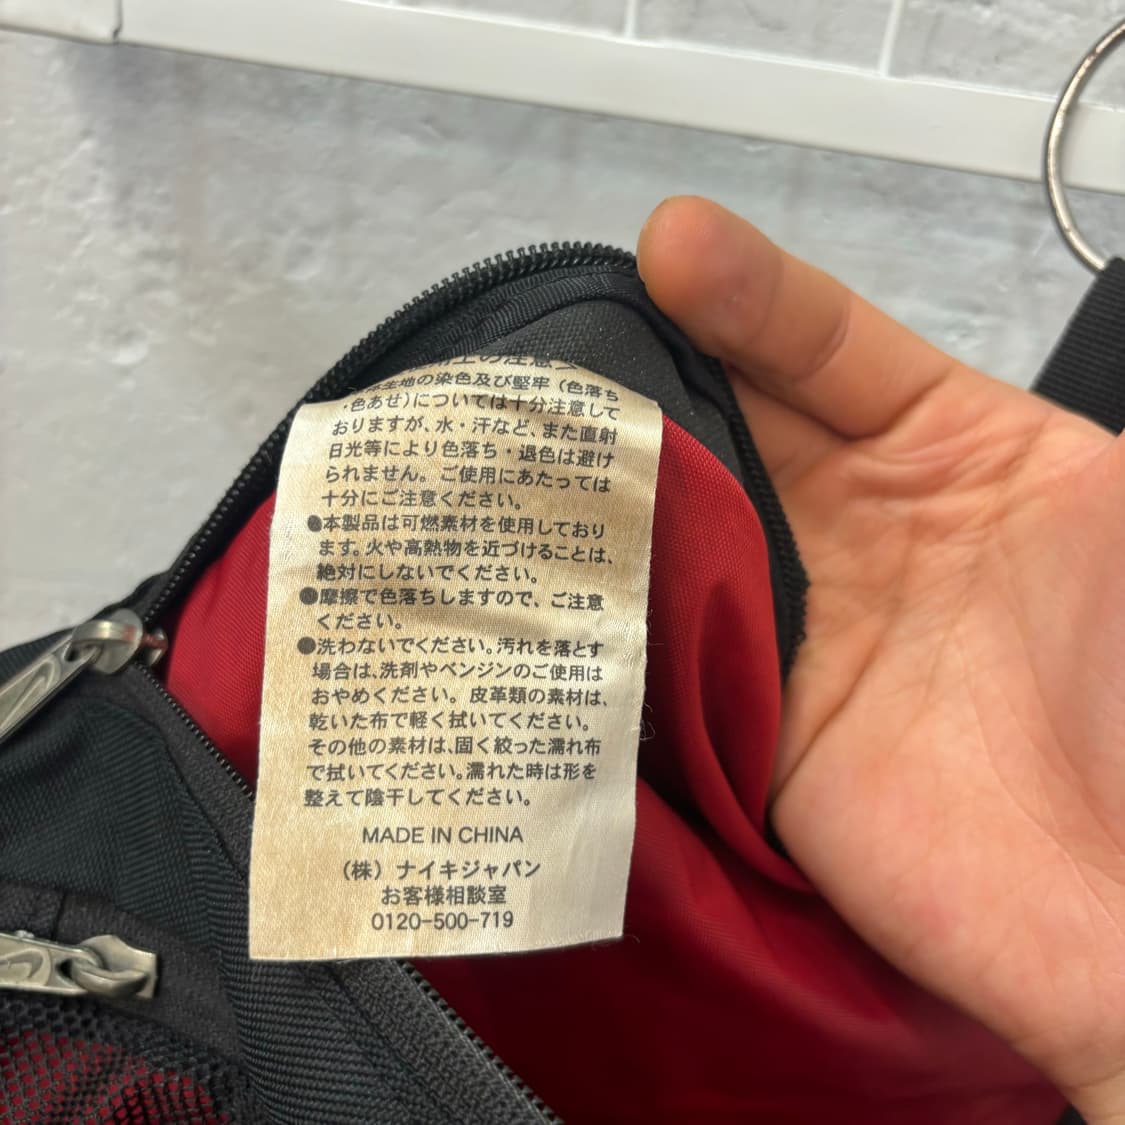 の注意
生地の染色及び堅牢(色落ち
・色あせ)については十分注意して
おりますが、水・汗など、また直射
日光等により色落ち・退色は避け
られません。ご使用にあたっては
十分にご注意ください。
●本製品は可燃素材を使用しており
ます。火や高熱物を近づけることは、
絶対にしないでください。
●摩擦で色落ちしますので、ご注意
ください。
●洗わないでください。汚れを落とす
場合は、洗剤やベンジンのご使用は
おやめください。皮革類の素材は、
乾いた布で軽く拭いてください。
その他の素材は、固く絞った濡れ布
で拭いてください。濡れた時は形を
整えて陰干してください。
MADE IN CHINA
(株)ナイキジャパン
お客様相談室
0120-500-719